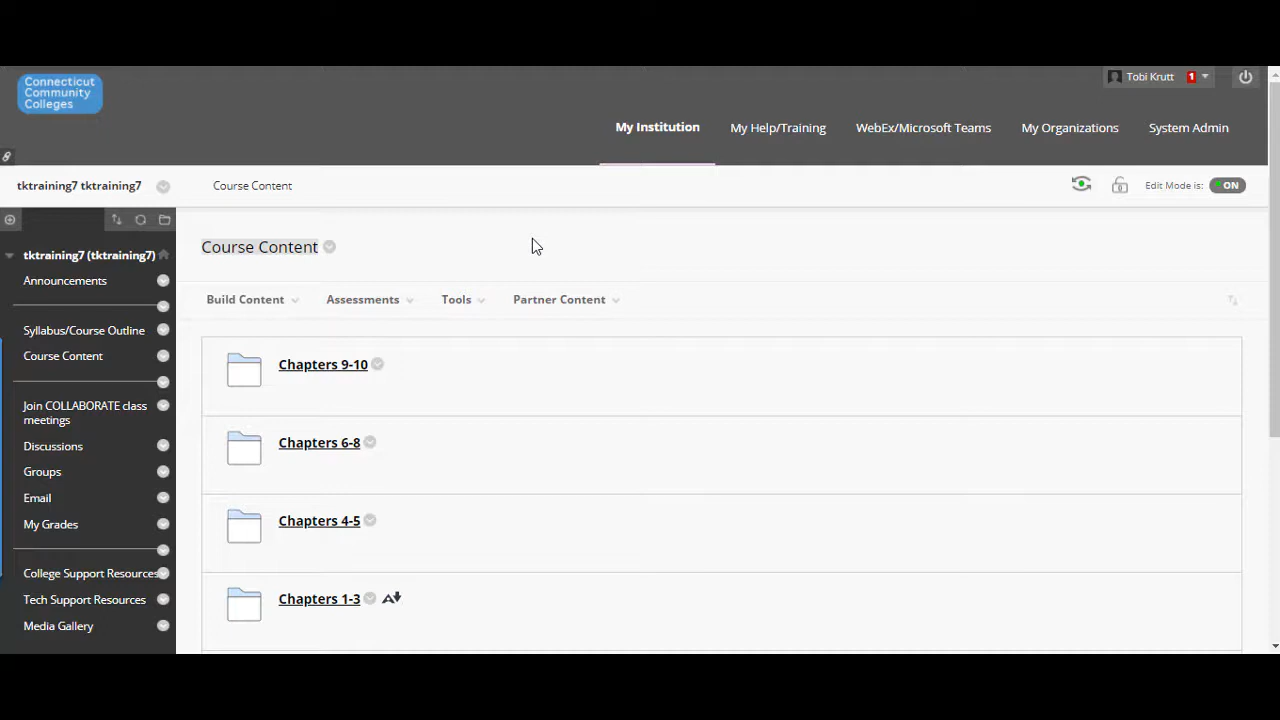 Connecticut
Community
Colleges
Tobi Krutt 1
My Institution My Help/Training WebEx/Microsoft Teams My Organizations System Admin
tktraining7 tktraining7 Course Content Edit Mode is: ON
tktraining7 (tktraining7)
Announcements
Syllabus/Course Outline
Course Content
Join COLLABORATE class
meetings
Discussions
Groups
Email
My Grades
College Support Resources
Tech Support Resources
Media Gallery
Course Content
Build Content Assessments Tools Partner Content
Chapters 9-10
Chapters 6-8
Chapters 4-5
Chapters 1-3